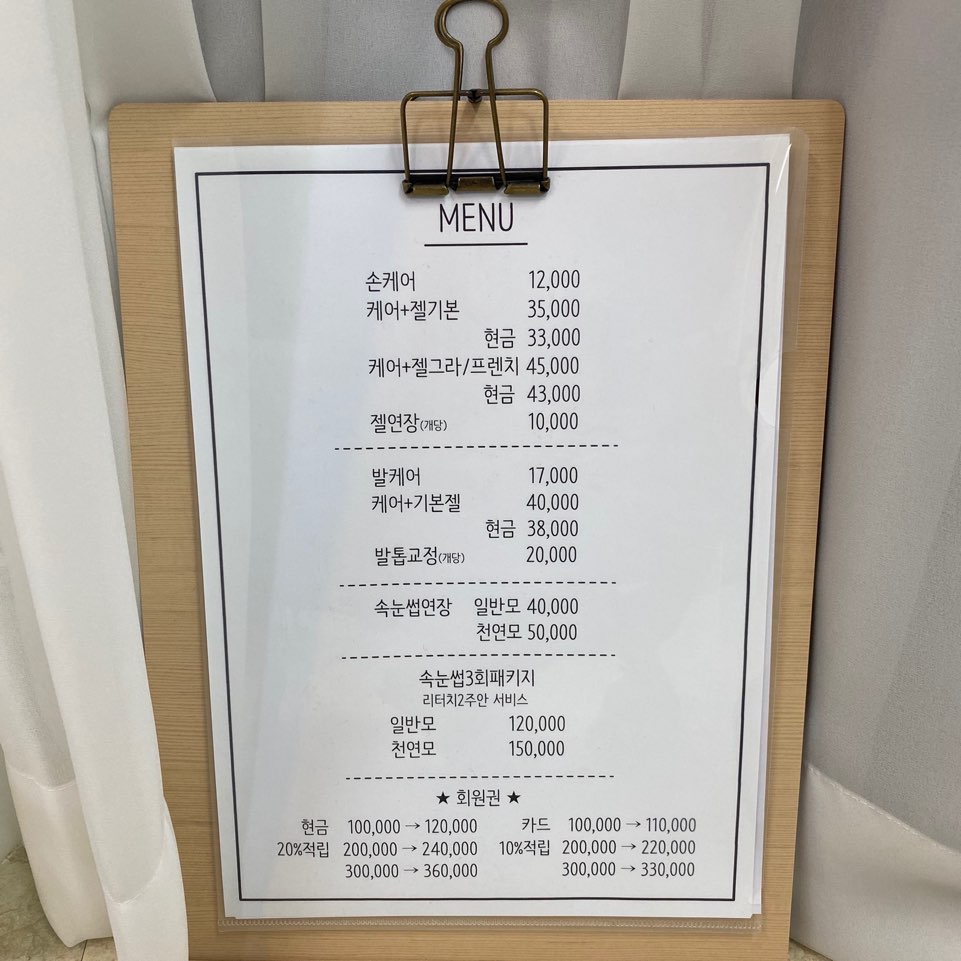 MENU
손케어 12,000
케어+젤기본 35,000
현금 33,000
케어+젤그라/프렌치 45,000
현금 43,000
젤연장(개당) 10,000
발케어 17,000
케어+기본젤 40,000
현금 38,000
발톱교정(개당) 20,000
속눈썹연장 일반모 40,000
천연모 50,000
속눈썹3회패키지
리터치2주안 서비스
일반모 120,000
천연모 150,000
★ 회원권 ★
현금 100,000 → 120,000 카드 100,000 → 110,000
20%적립 200,000 → 240,000 10%적립 200,000 → 220,000
300,000 → 360,000 300,000 → 330,000